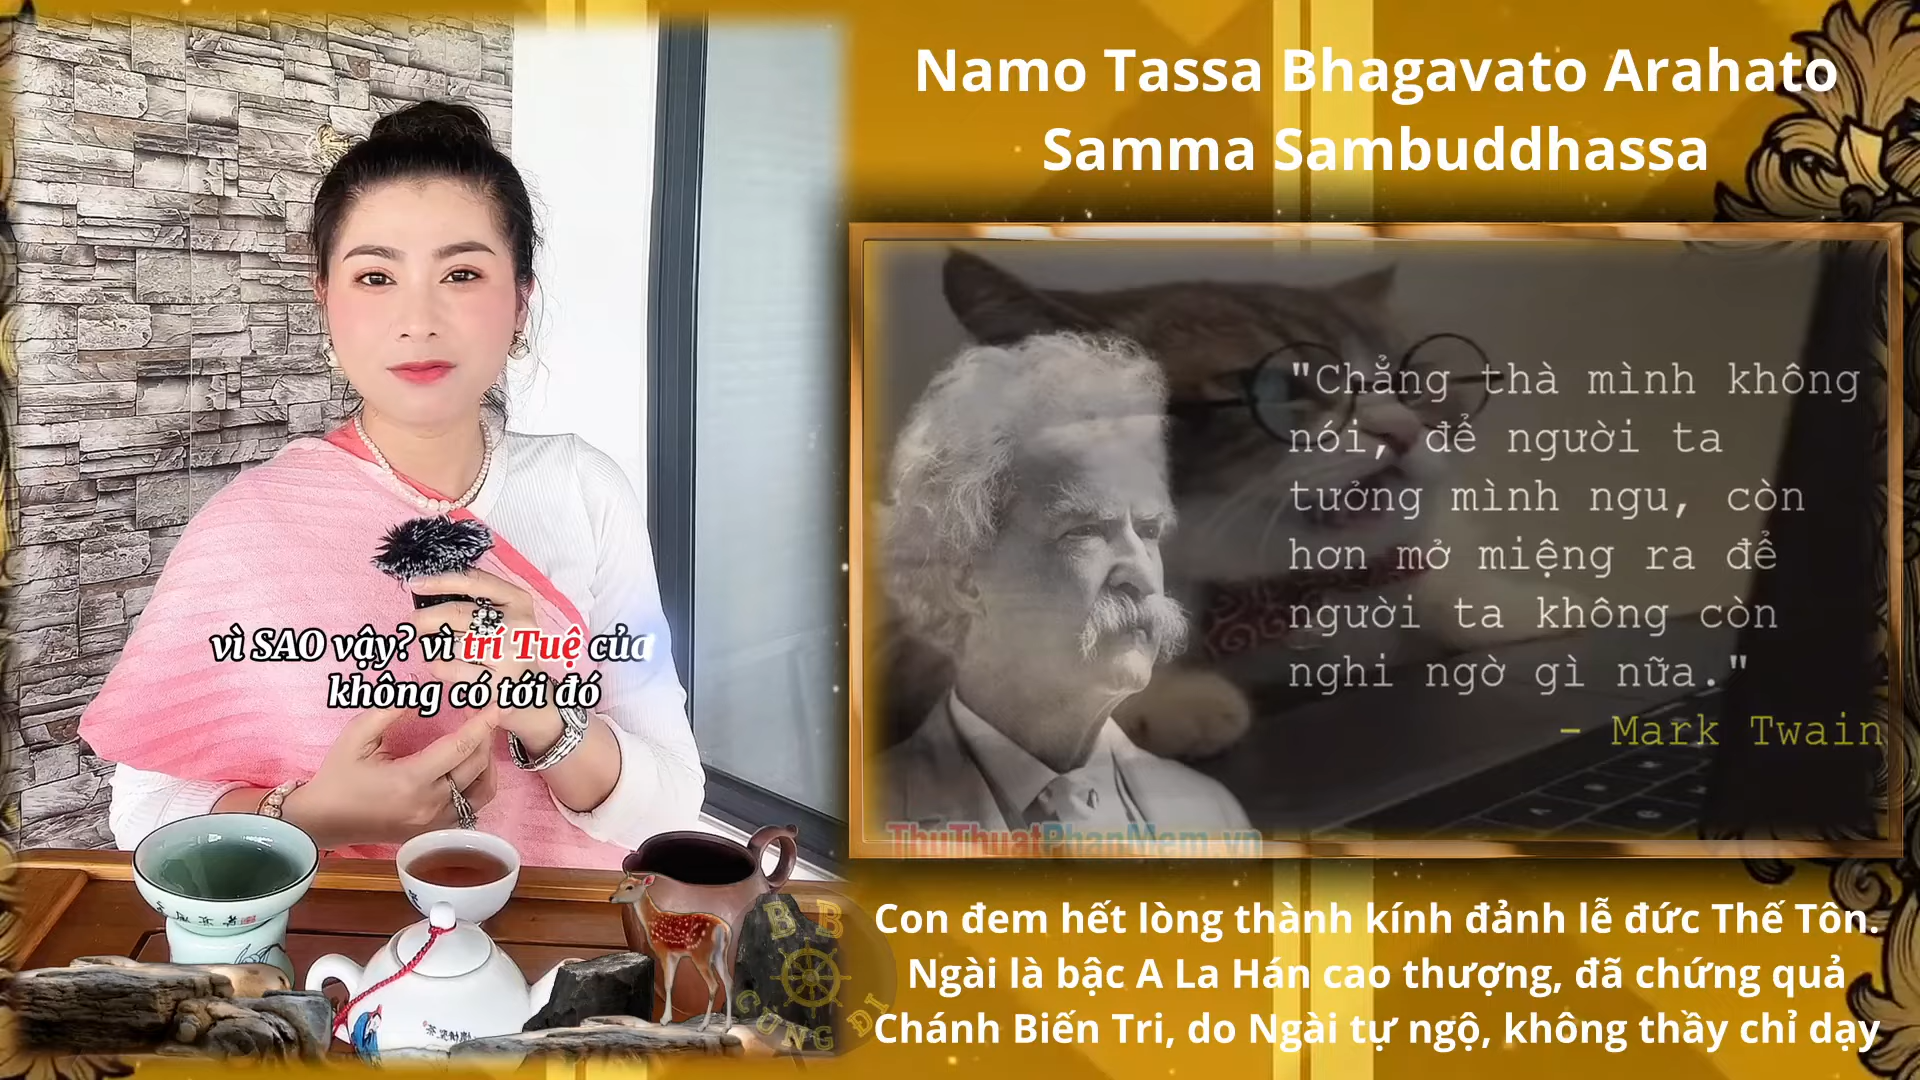 Namo Tassa Bhagavato Arahato
Samma Sambuddhassa
"Chẳng thà mình không
nói, để người ta
tưởng mình ngu, còn
hơn mở miệng ra để
người ta không còn
nghi ngờ gì nữa."
- Mark Twain
ThuThuatPhanMem.vn
vì SAO vậy? vì trí Tuệ của
không có tới đó
B B
CÙNG ĐI
Con đem hết lòng thành kính đảnh lễ đức Thế Tôn.
Ngài là bậc A La Hán cao thượng, đã chứng quả
Chánh Biến Tri, do Ngài tự ngộ, không thầy chỉ dạy